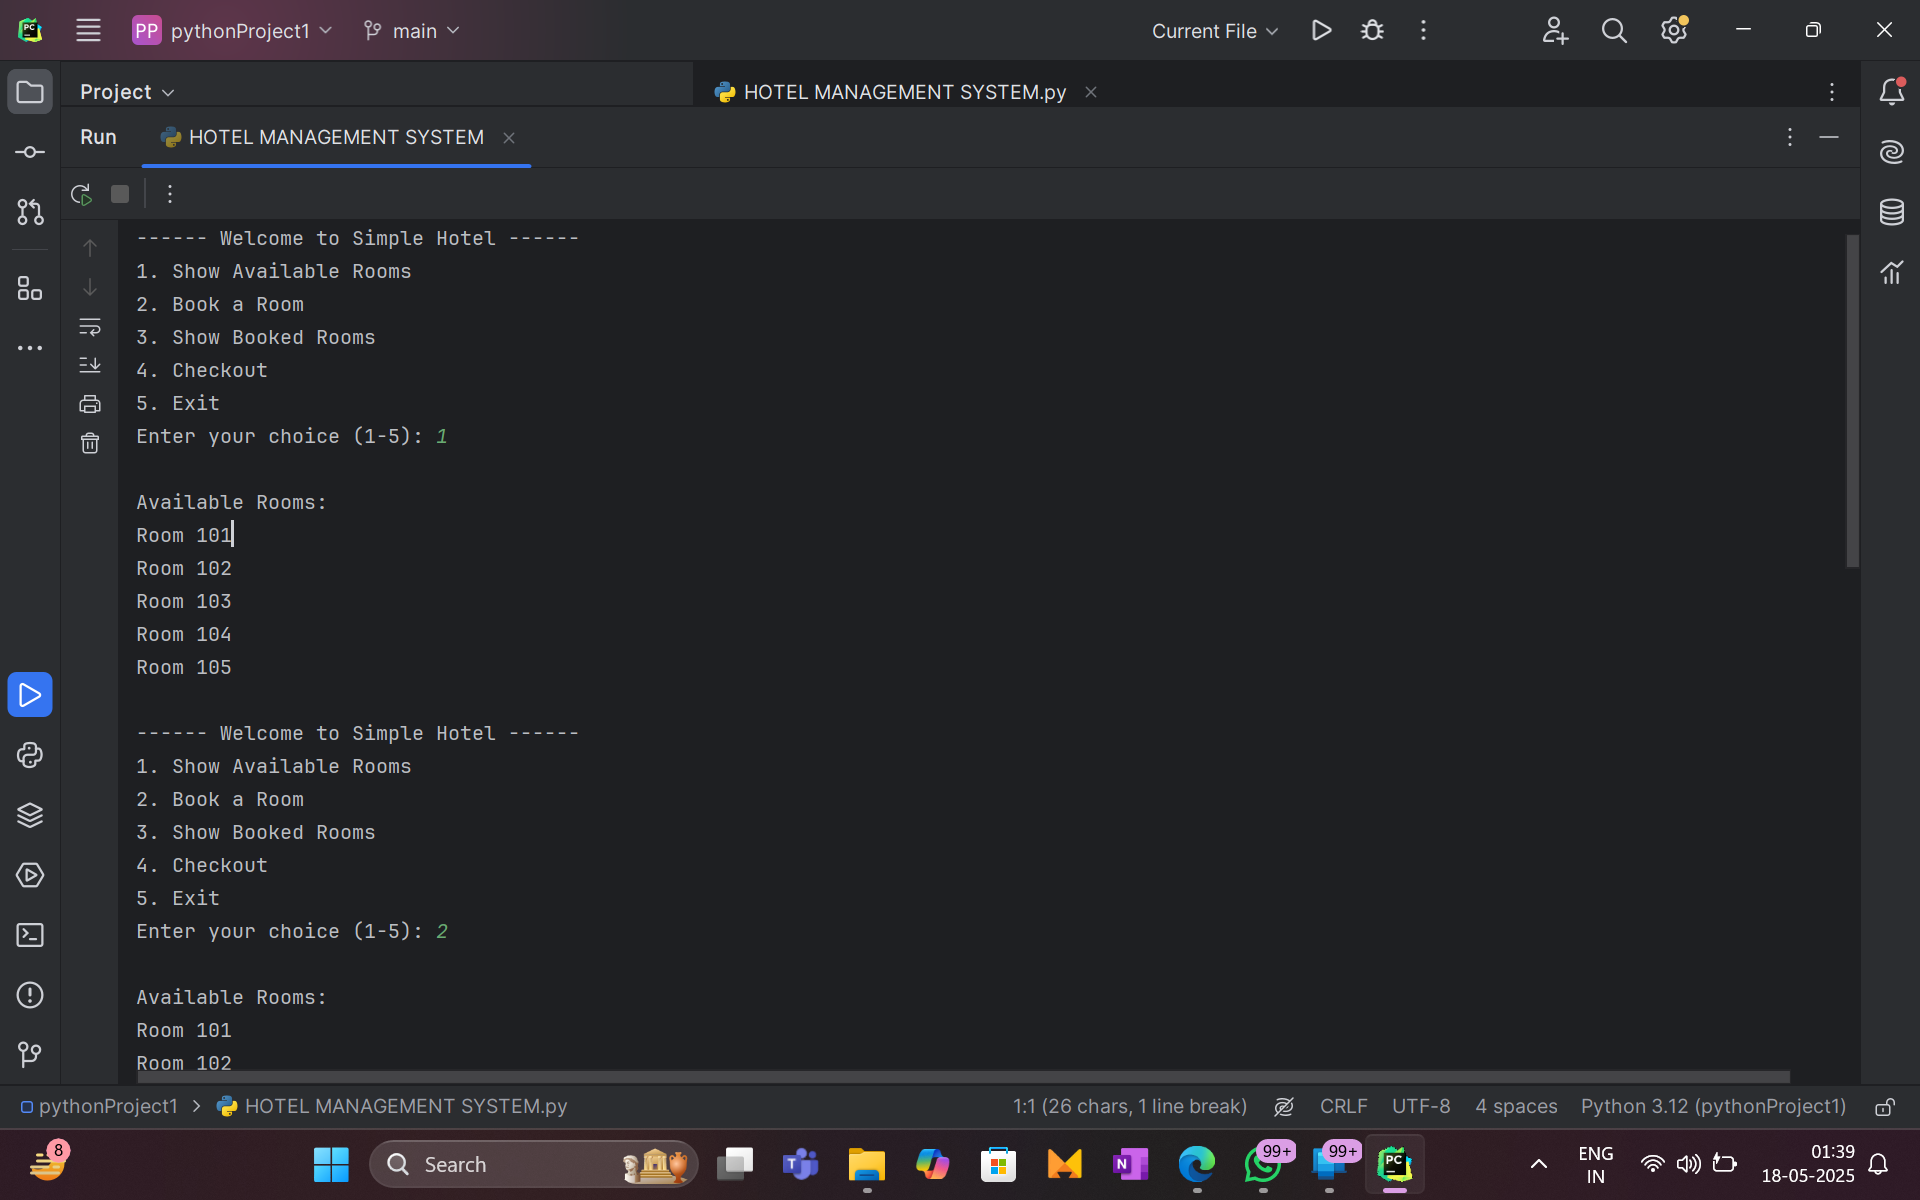 PC
PP pythonProject1
main
Current File
Project
HOTEL MANAGEMENT SYSTEM.py
Run
HOTEL MANAGEMENT SYSTEM
------ Welcome to Simple Hotel ------
1. Show Available Rooms
2. Book a Room
3. Show Booked Rooms
4. Checkout
5. Exit
Enter your choice (1-5): 1
Available Rooms:
Room 101
Room 102
Room 103
Room 104
Room 105
------ Welcome to Simple Hotel ------
1. Show Available Rooms
2. Book a Room
3. Show Booked Rooms
4. Checkout
5. Exit
Enter your choice (1-5): 2
Available Rooms:
Room 101
Room 102
pythonProject1 > HOTEL MANAGEMENT SYSTEM.py
1:1 (26 chars, 1 line break) CRLF UTF-8 4 spaces Python 3.12 (pythonProject1)
8
Search
T
N
99+
99+
PC
ENG
IN
01:39
18-05-2025